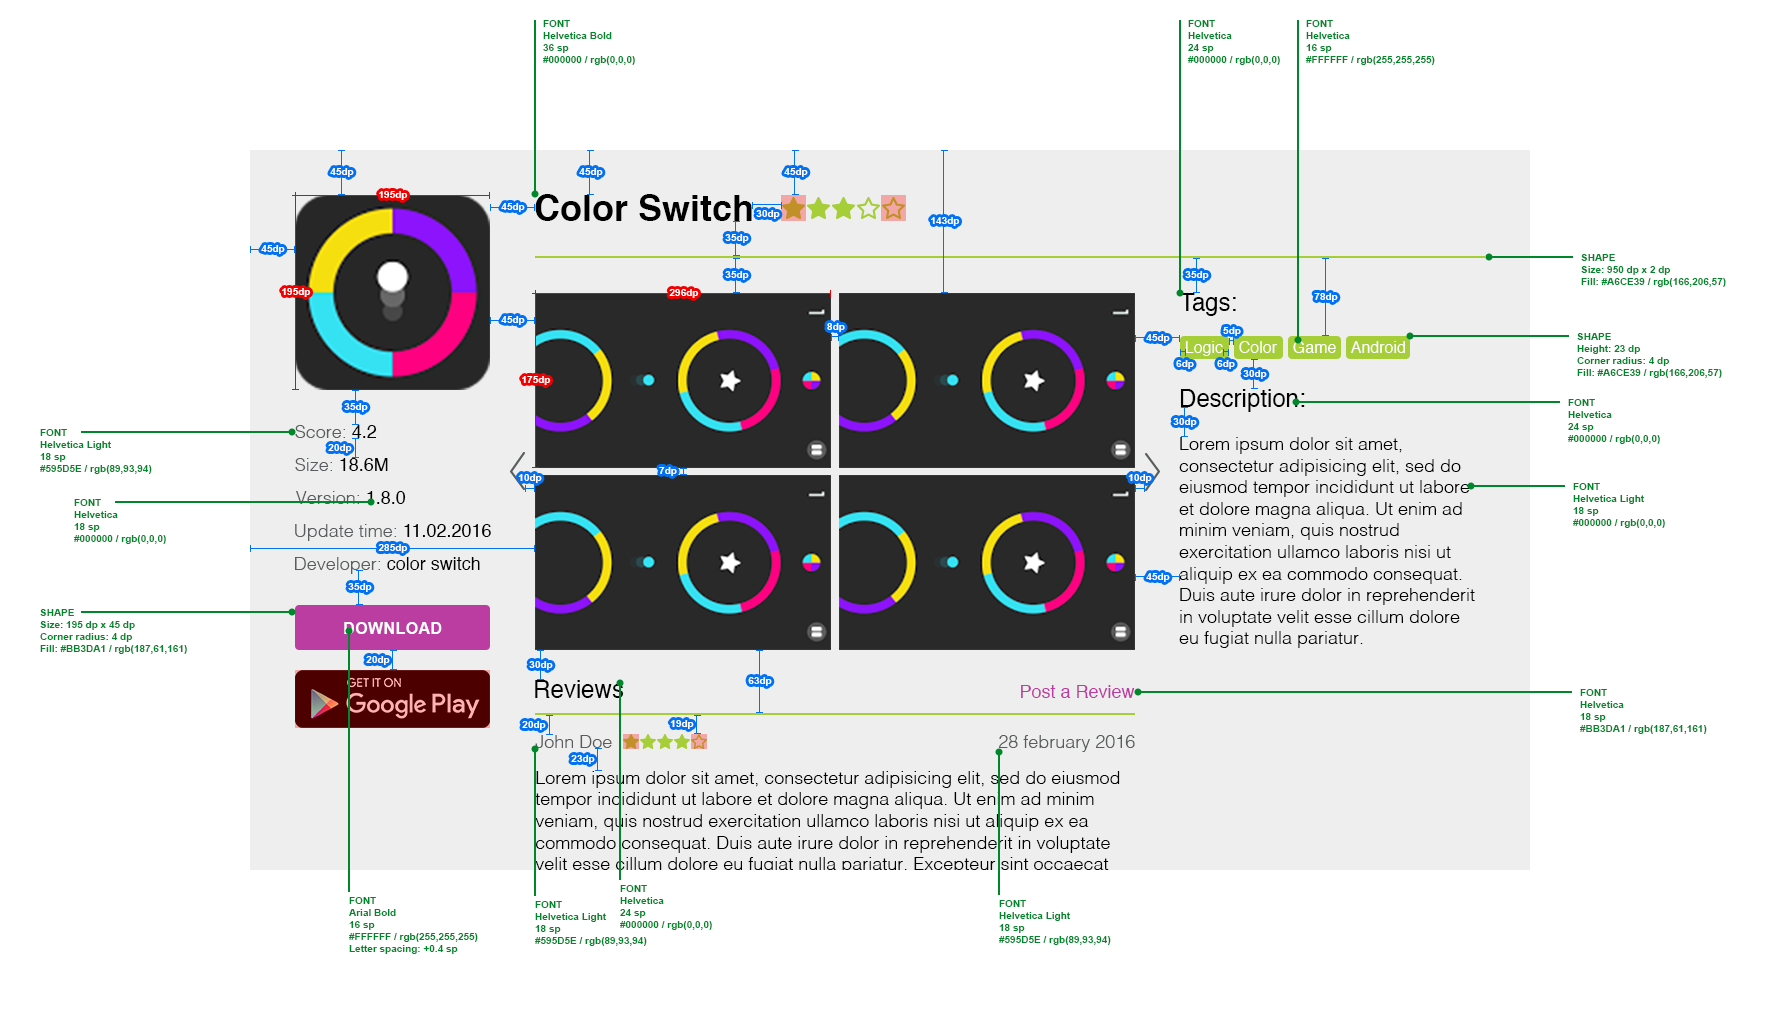 FONT
Helvetica Bold
36 sp
#000000 / rgb(0,0,0)
FONT
Helvetica
24 sp
#000000 / rgb(0,0,0)
FONT
Helvetica
16 sp
#FFFFFF / rgb(255,255,255)
45dp
45dp
45dp
195dp
45dp
Color Switch
30dp
143dp
35dp
45dp
35dp
35dp
SHAPE
Size: 950 dp x 2 dp
Fill: #A6CE39 / rgb(166,206,57)
195dp
296dp
78dp
Tags:
45dp
8dp
5dp
45dp
Logic
Color
Game
Android
SHAPE
Height: 23 dp
Corner radius: 4 dp
Fill: #A6CE39 / rgb(166,206,57)
6dp
6dp
30dp
175dp
Description:
FONT
Helvetica
24 sp
#000000 / rgb(0,0,0)
35dp
30dp
FONT
Helvetica Light
18 sp
#595D5E / rgb(89,93,94)
Score: 4.2
20dp
Size: 18.6M
Version: 1.8.0
Update time: 11.02.2016
285dp
Developer: color switch
FONT
Helvetica
18 sp
#000000 / rgb(0,0,0)
10dp
7dp
10dp
Lorem ipsum dolor sit amet,
consectetur adipisicing elit, sed do
eiusmod tempor incididunt ut labore
et dolore magna aliqua. Ut enim ad
minim veniam, quis nostrud
exercitation ullamco laboris nisi ut
aliquip ex ea commodo consequat.
Duis aute irure dolor in reprehenderit
in voluptate velit esse cillum dolore
eu fugiat nulla pariatur.
45dp
FONT
Helvetica Light
18 sp
#000000 / rgb(0,0,0)
35dp
SHAPE
Size: 195 dp x 45 dp
Corner radius: 4 dp
Fill: #BB3DA1 / rgb(187,61,161)
DOWNLOAD
20dp
GET IT ON
Google Play
30dp
63dp
Reviews
Post a Review
FONT
Helvetica
18 sp
#BB3DA1 / rgb(187,61,161)
20dp
19dp
John Doe
28 february 2016
23dp
Lorem ipsum dolor sit amet, consectetur adipisicing elit, sed do eiusmod
tempor incididunt ut labore et dolore magna aliqua. Ut enim ad minim
veniam, quis nostrud exercitation ullamco laboris nisi ut aliquip ex ea
commodo consequat. Duis aute irure dolor in reprehenderit in voluptate
velit esse cillum dolore eu fugiat nulla pariatur. Excepteur sint occaecat
FONT
Arial Bold
16 sp
#FFFFFF / rgb(255,255,255)
Letter spacing: +0.4 sp
FONT
Helvetica Light
18 sp
#595D5E / rgb(89,93,94)
FONT
Helvetica
24 sp
#000000 / rgb(0,0,0)
FONT
Helvetica Light
18 sp
#595D5E / rgb(89,93,94)